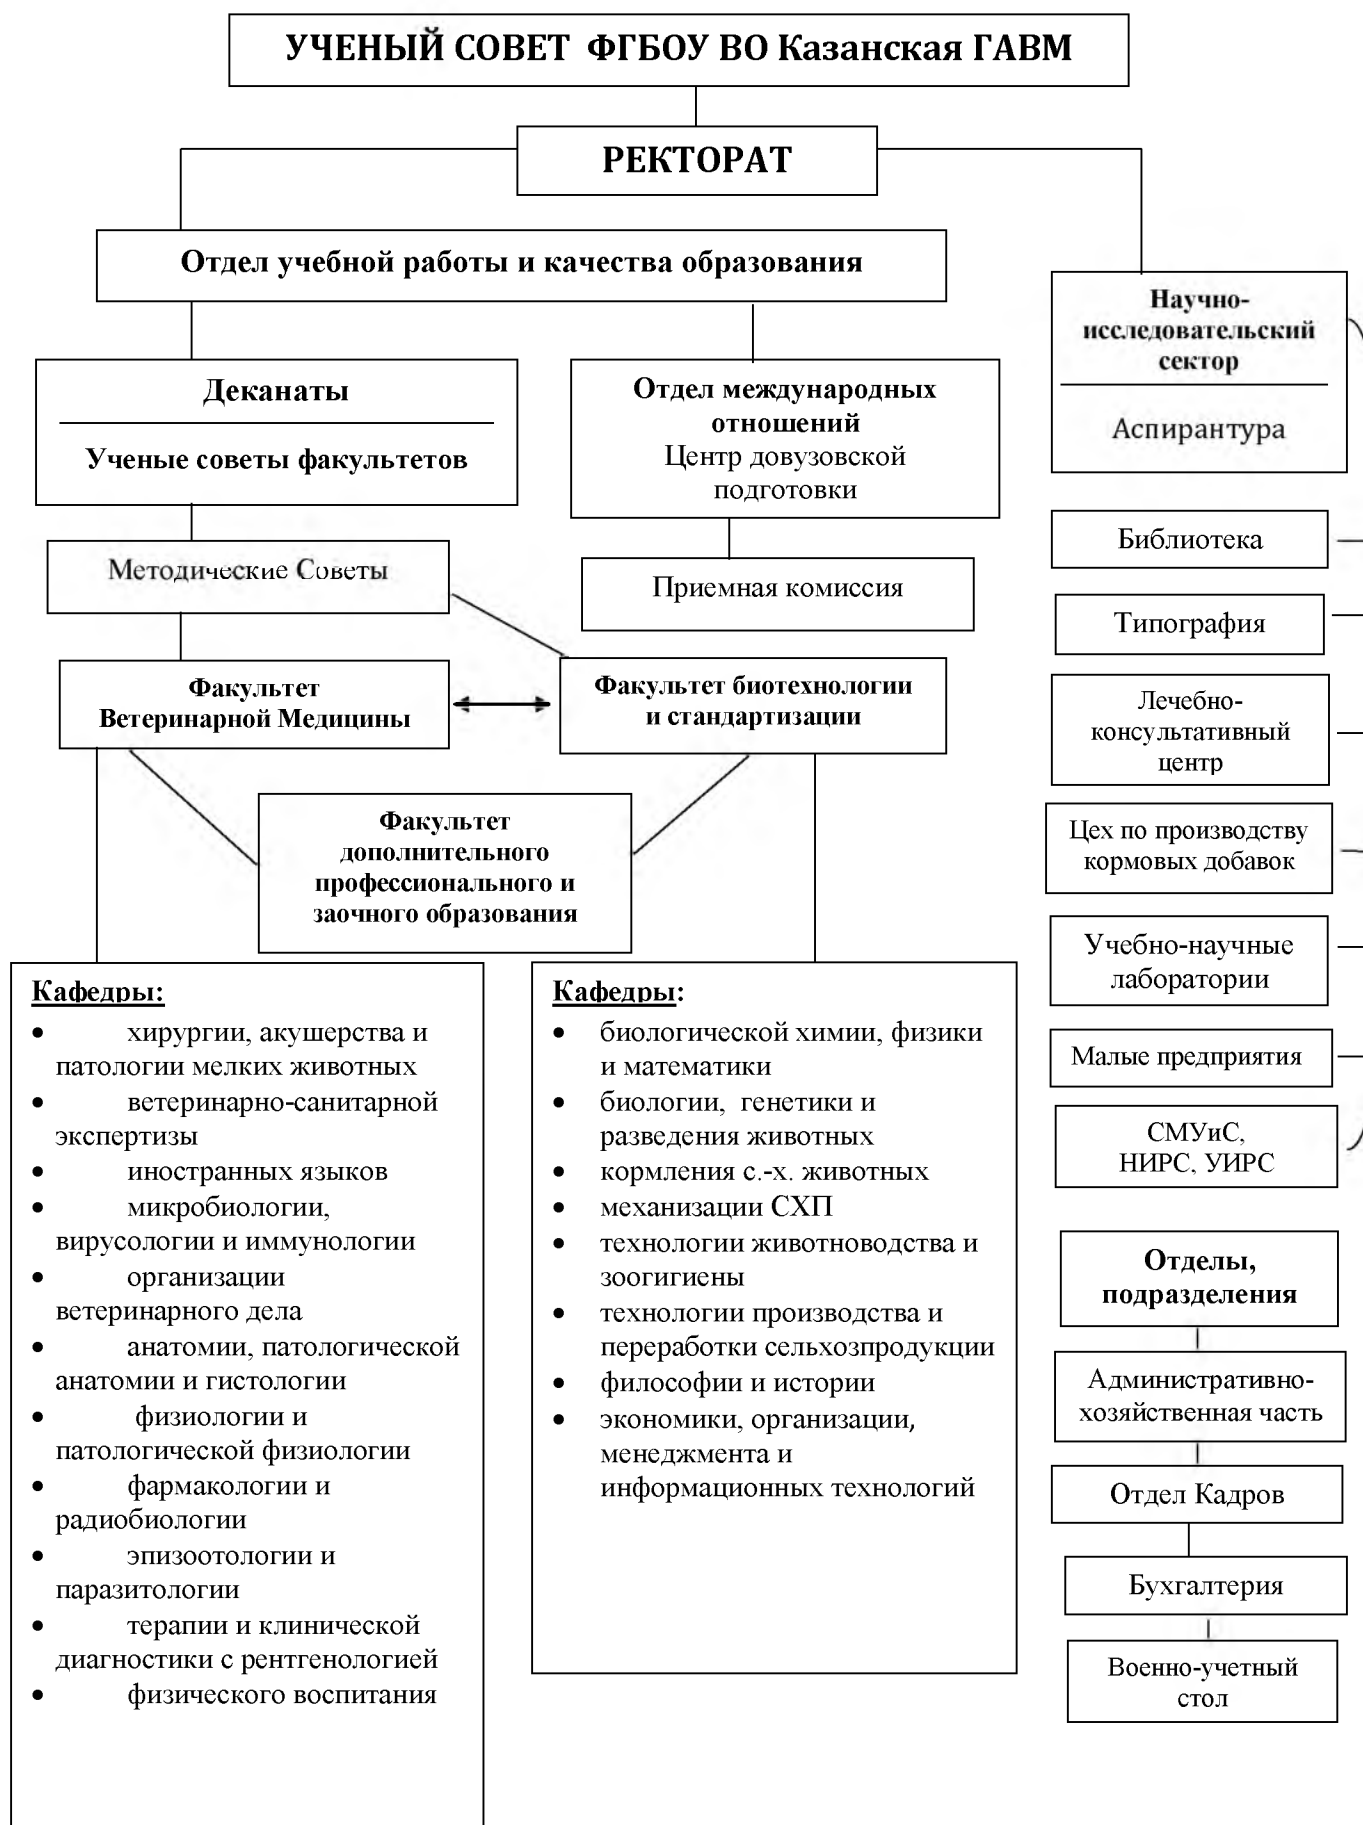 УЧЕНЫЙ СОВЕТ ФГБОУ ВО Казанская ГАВМ
РЕКТОРАТ
Отдел учебной работы и качества образования
Деканаты
Ученые советы факультетов
Отдел международных
отношений
Центр довузовской
подготовки
Методические Советы
Приемная комиссия
Факультет
Ветеринарной Медицины
Факультет биотехнологии
и стандартизации
Факультет
дополнительного
профессионального и
заочного образования
Кафедры:
• хирургии, акушерства и
патологии мелких животных
• ветеринарно-санитарной
экспертизы
• иностранных языков
• микробиологии,
вирусологии и иммунологии
• организации
ветеринарного дела
• анатомии, патологической
анатомии и гистологии
• физиологии и
патологической физиологии
• фармакологии и
радиобиологии
• эпизоотологии и
паразитологии
• терапии и клинической
диагностики с рентгенологией
• физического воспитания
Кафедры:
• биологической химии, физики
и математики
• биологии, генетики и
разведения животных
• кормления с.-х. животных
• механизации СХП
• технологии животноводства и
зоогигиены
• технологии производства и
переработки сельхозпродукции
• философии и истории
• экономики, организации,
менеджмента и
информационных технологий
Научно-
исследовательский
сектор
Аспирантура
Библиотека
Типография
Лечебно-
консультативный
центр
Цех по производству
кормовых добавок
Учебно-научные
лаборатории
Малые предприятия
СМУиС,
НИРС, УИРС
Отделы,
подразделения
Административно-
хозяйственная часть
Отдел Кадров
Бухгалтерия
Военно-учетный
стол